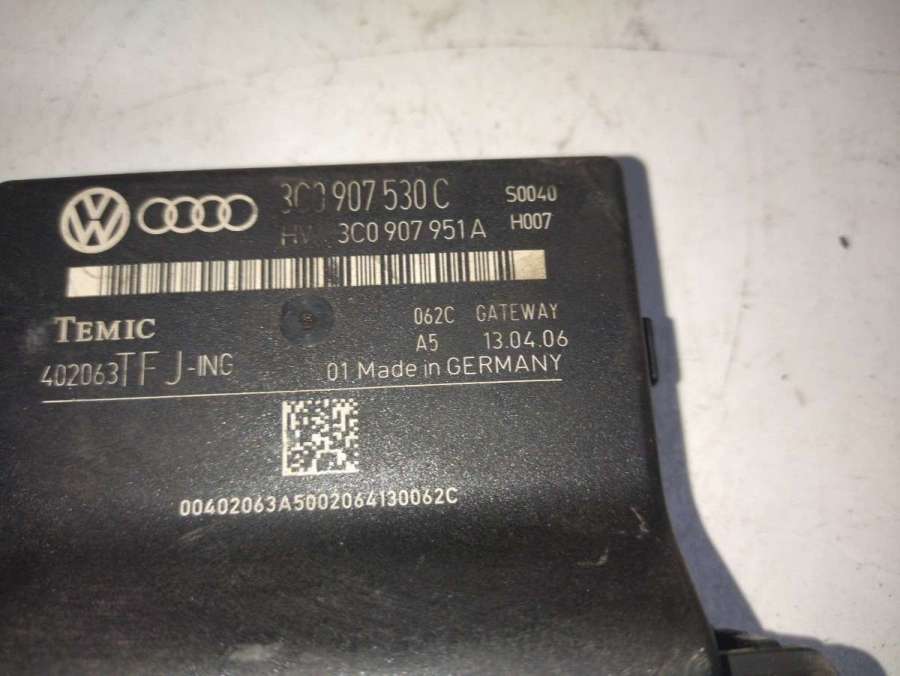 3C0 907 530 C S0040
HW 3C0 907 951 A H007
TEMIC 062C GATEWAY
A5 13.04.06
402063TFJ-ING 01 Made in GERMANY
00402063A5002064130062C